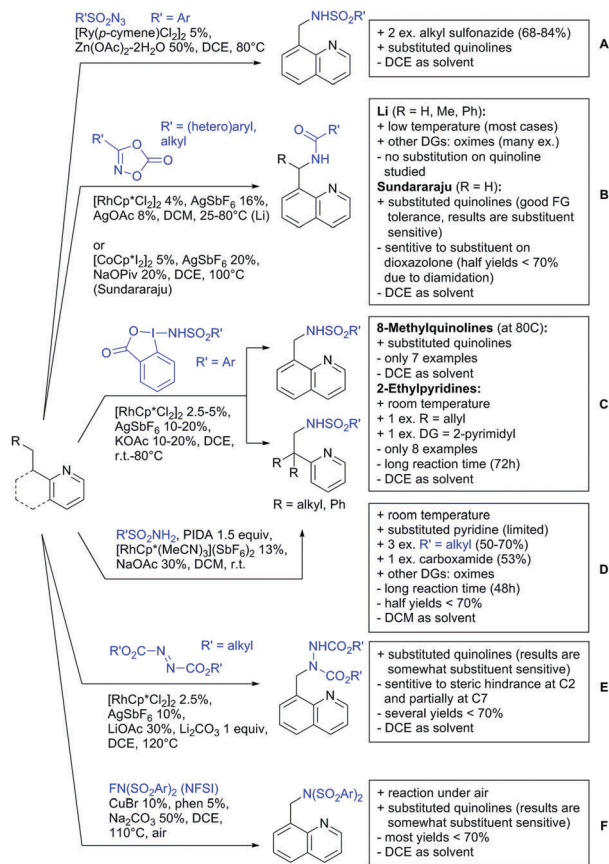 R'SO₂N₃ R' = Ar
[Ry(p-cymene)Cl₂]₂ 5%,
Zn(OAc)₂-2H₂O 50%, DCE, 80°C
NHSO₂R'
N
+ 2 ex. alkyl sulfonazide (68-84%)
+ substituted quinolines
- DCE as solvent
A
R' = (hetero)aryl,
alkyl
R'
O
O
N
O
[RhCp*Cl₂]₂ 4%, AgSbF₆ 16%,
AgOAc 8%, DCM, 25-80°C (Li)
or
[CoCp*I₂]₂ 5%, AgSbF₆ 20%,
NaOPiv 20%, DCE, 100°C
(Sundararaju)
O
R'
R
NH
N
Li (R = H, Me, Ph):
+ low temperature (most cases)
+ other DGs: oximes (many ex.)
- no substitution on quinoline
studied
Sundararaju (R = H):
+ substituted quinolines (good FG
tolerance, results are substituent
sensitive)
- sentitive to substituent on
dioxazolone (half yields < 70%
due to diamidation)
- DCE as solvent
B
O
I
NHSO₂R'
O
R' = Ar
[RhCp*Cl₂]₂ 2.5-5%,
AgSbF₆ 10-20%,
KOAc 10-20%, DCE,
r.t.-80°C
NHSO₂R'
N
NHSO₂R'
R
R
N
R = alkyl, Ph
8-Methylquinolines (at 80C):
+ substituted quinolines
- only 7 examples
- DCE as solvent
2-Ethylpyridines:
+ room temperature
+ 1 ex. R = allyl
+ 1 ex. DG = 2-pyrimidyl
- only 8 examples
- long reaction time (72h)
- DCE as solvent
C
R
N
R'SO₂NH₂, PIDA 1.5 equiv,
[RhCp*(MeCN)₃](SbF₆)₂ 13%,
NaOAc 30%, DCM, r.t.
+ room temperature
+ substituted pyridine (limited)
+ 3 ex. R' = alkyl (50-70%)
+ 1 ex. carboxamide (53%)
+ other DGs: oximes
- long reaction time (48h)
- half yields < 70%
- DCM as solvent
D
R'O₂C
N
N
CO₂R'
R' = alkyl
[RhCp*Cl₂]₂ 2.5%,
AgSbF₆ 10%,
LiOAc 30%, Li₂CO₃ 1 equiv,
DCE, 120°C
NHCO₂R'
N
CO₂R'
N
+ substituted quinolines (results are
somewhat substituent sensitive)
- sentitive to steric hindrance at C2
and partially at C7
- several yields < 70%
- DCE as solvent
E
FN(SO₂Ar)₂ (NFSI)
CuBr 10%, phen 5%,
Na₂CO₃ 50%, DCE,
110°C, air
N(SO₂Ar)₂
N
+ reaction under air
+ substituted quinolines (results are
somewhat substituent sensitive)
- most yields < 70%
- DCE as solvent
F